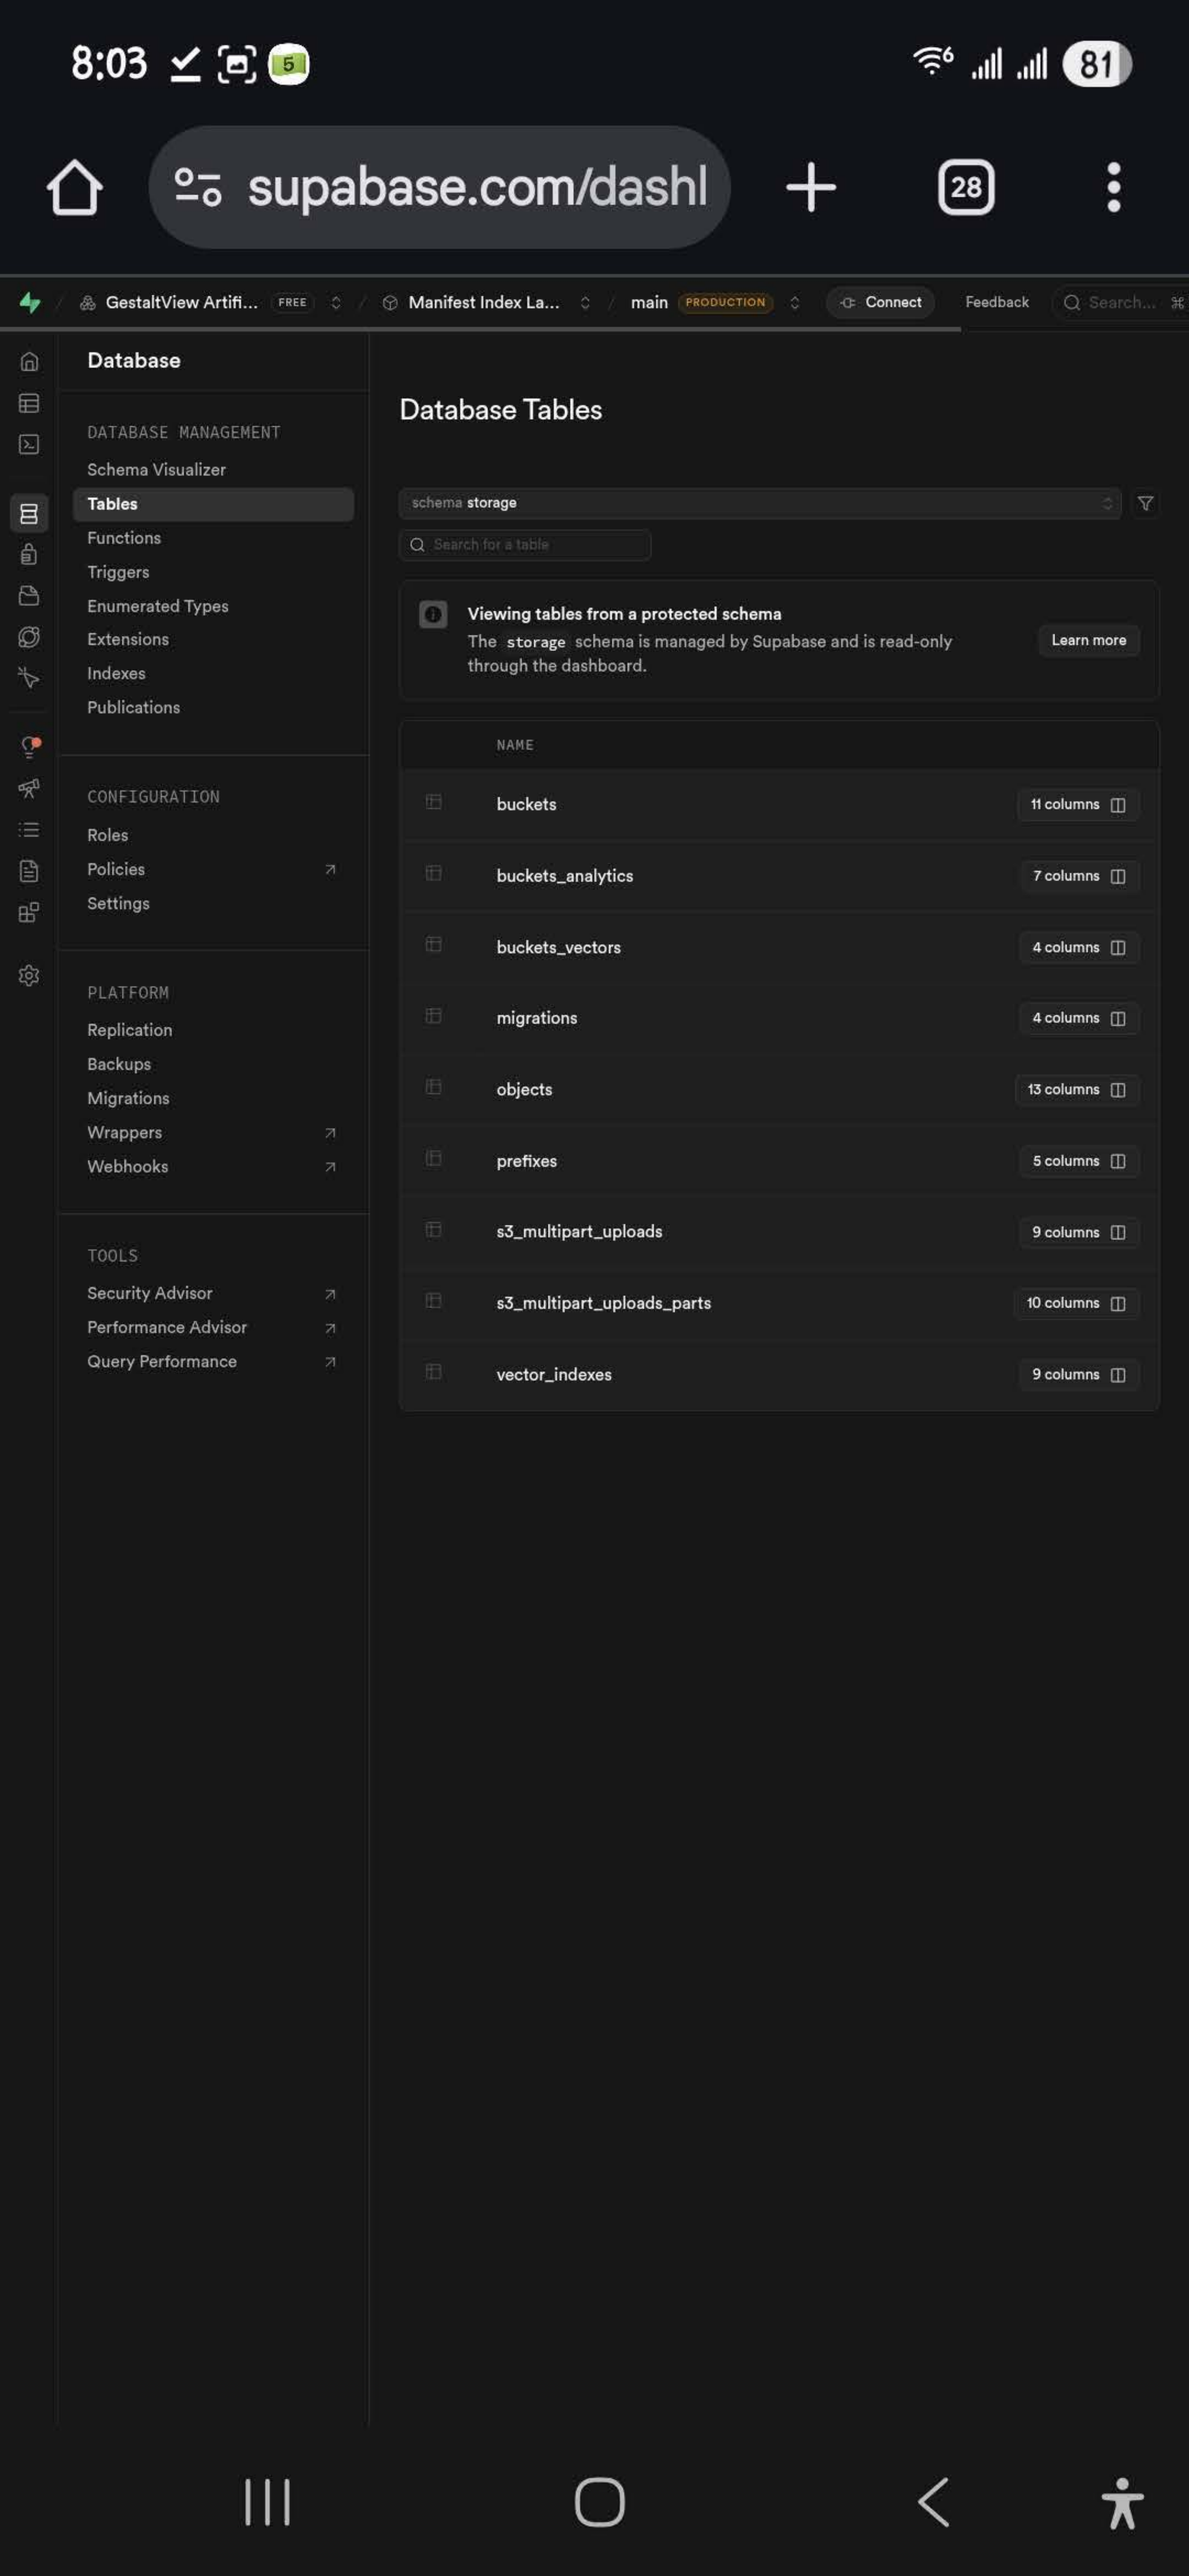 8:03
5
6
81
supabase.com/dashl
28
GestaltView Artifi... FREE
Manifest Index La...
main PRODUCTION
Connect
Feedback
Search... ⌘
Database
DATABASE MANAGEMENT
Schema Visualizer
Tables
Functions
Triggers
Enumerated Types
Extensions
Indexes
Publications
CONFIGURATION
Roles
Policies
Settings
PLATFORM
Replication
Backups
Migrations
Wrappers
Webhooks
TOOLS
Security Advisor
Performance Advisor
Query Performance
Database Tables
schema storage
Search for a table
Viewing tables from a protected schema
The storage schema is managed by Supabase and is read-only
through the dashboard.
Learn more
NAME
buckets 11 columns
buckets_analytics 7 columns
buckets_vectors 4 columns
migrations 4 columns
objects 13 columns
prefixes 5 columns
s3_multipart_uploads 9 columns
s3_multipart_uploads_parts 10 columns
vector_indexes 9 columns